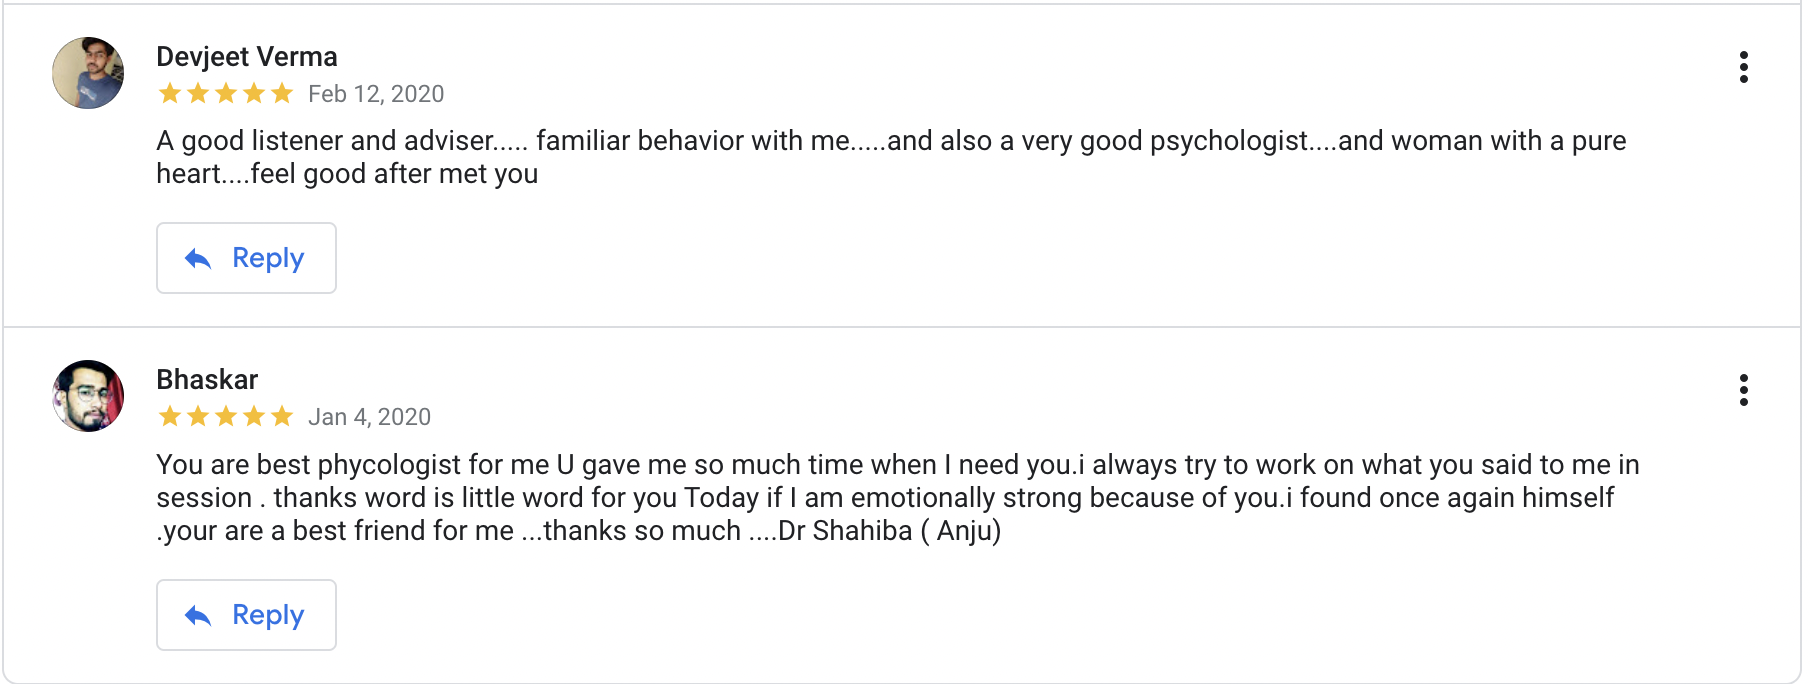 Devjeet Verma
Feb 12, 2020
A good listener and adviser..... familiar behavior with me.....and also a very good psychologist....and woman with a pure
heart....feel good after met you
Reply
Bhaskar
Jan 4, 2020
You are best phycologist for me U gave me so much time when I need you.i always try to work on what you said to me in
session . thanks word is little word for you Today if I am emotionally strong because of you.i found once again himself
.your are a best friend for me ...thanks so much ....Dr Shahiba ( Anju)
Reply